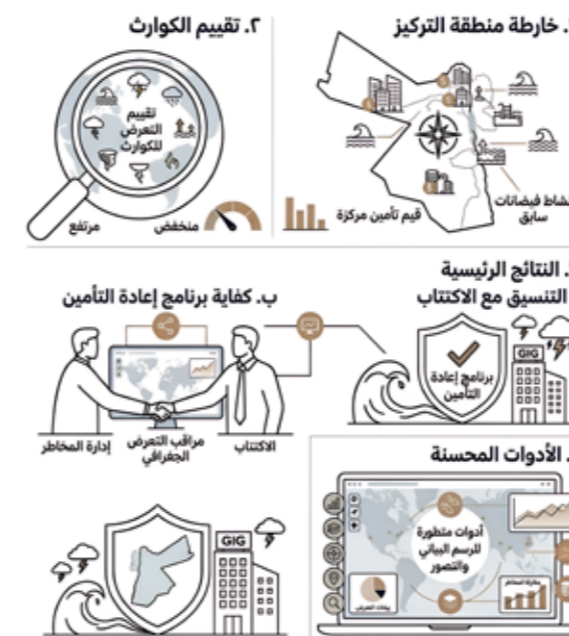 . خارطة منطقة التركيز
٢. تقييم الكوارث
تقييم
التعرض
للكوارث
منخفض
مرتفع
نشاط فيضانات
سابق
قيم تأمين مركزة
. النتائج الرئيسية
التنسيق مع الاكتتاب
ب. كفاية برنامج إعادة التأمين
GIG
برنامج إعادة
التأمين
الاكتتاب
مراقب التعرض
الجغرافي
إدارة المخاطر
. الأدوات المحسنة
أدوات متطورة
للرسم البياني
والتصور
GIG